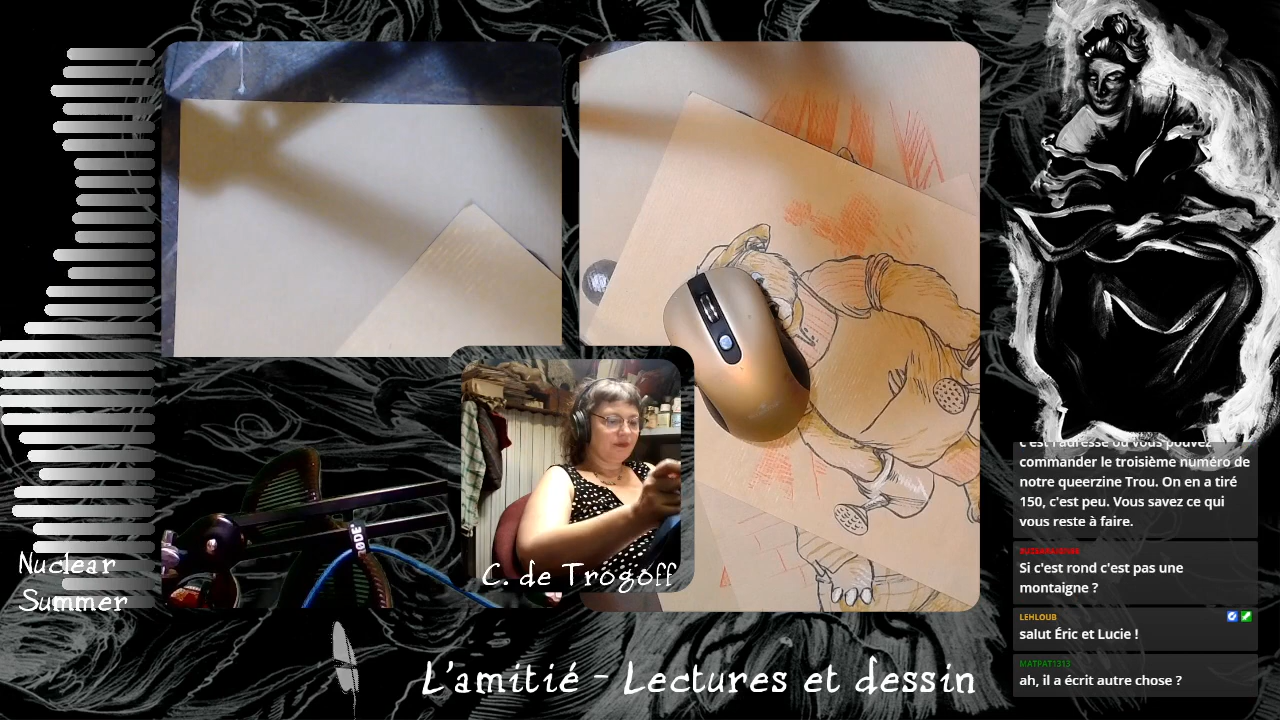 C. de Trogoff
Nuclear
Summer
L'amitié - Lectures et dessin
commander le troisième numéro de
notre queerzine Trou. On en a tiré
150, c'est peu. Vous savez ce qui
vous reste à faire.
Si c'est rond c'est pas une
montaigne ?
LEHLOUB
salut Éric et Lucie !
MATPAT1313
ah, il a écrit autre chose ?